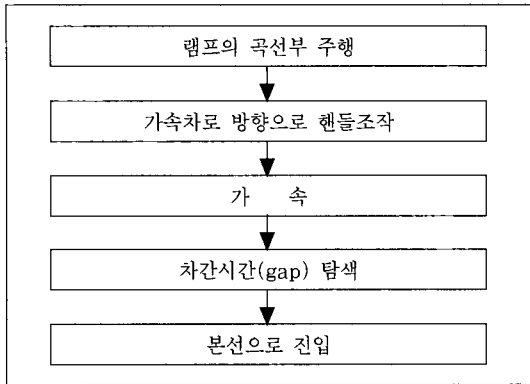 램프의 곡선부 주행
가속차로 방향으로 핸들조작
가 속
차간시간(gap) 탐색
본선으로 진입